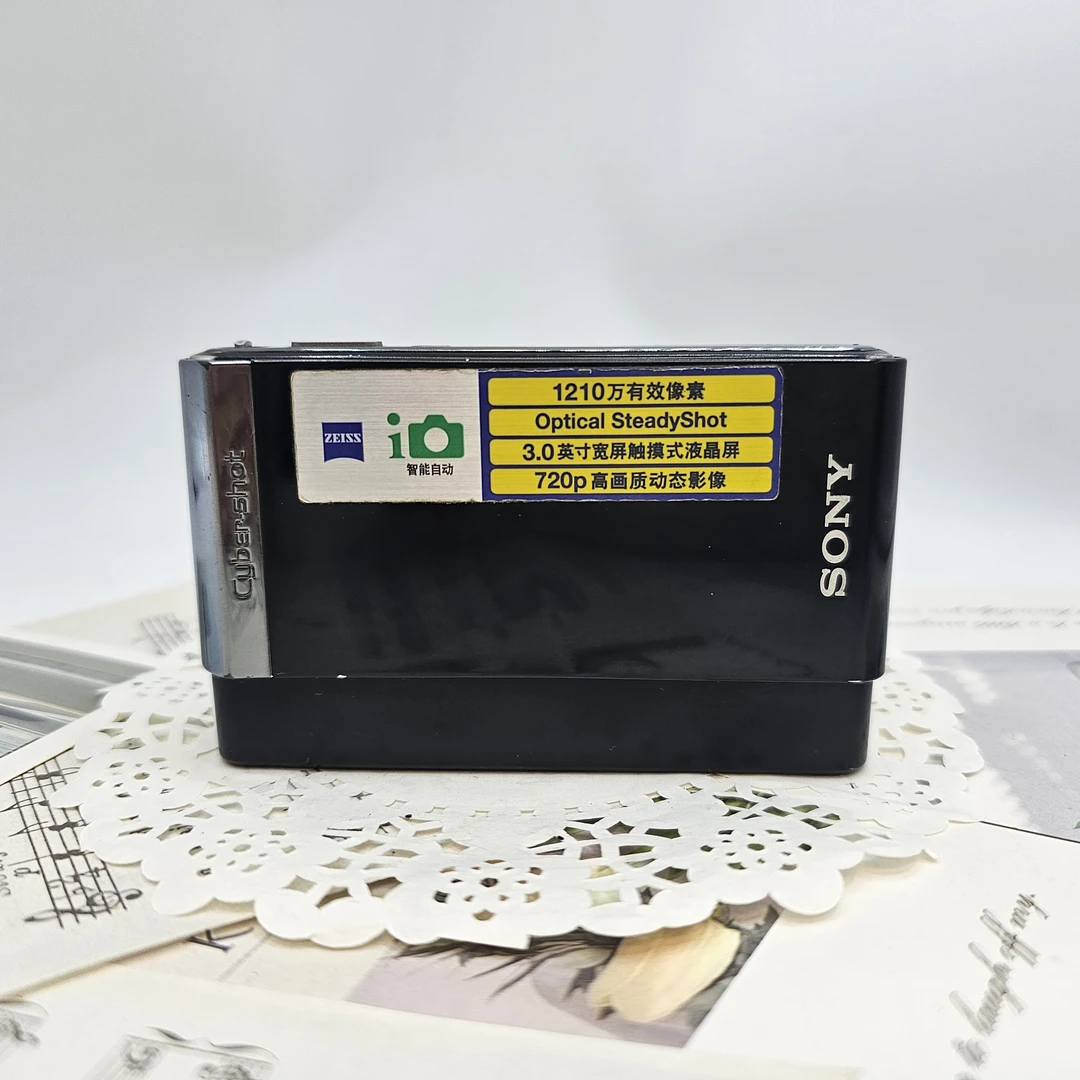 ZEISS
iO
智能自动
1210万有效像素
Optical SteadyShot
3.0英寸宽屏触摸式液晶屏
720p高画质动态影像
Cyber-shot
SONY
p